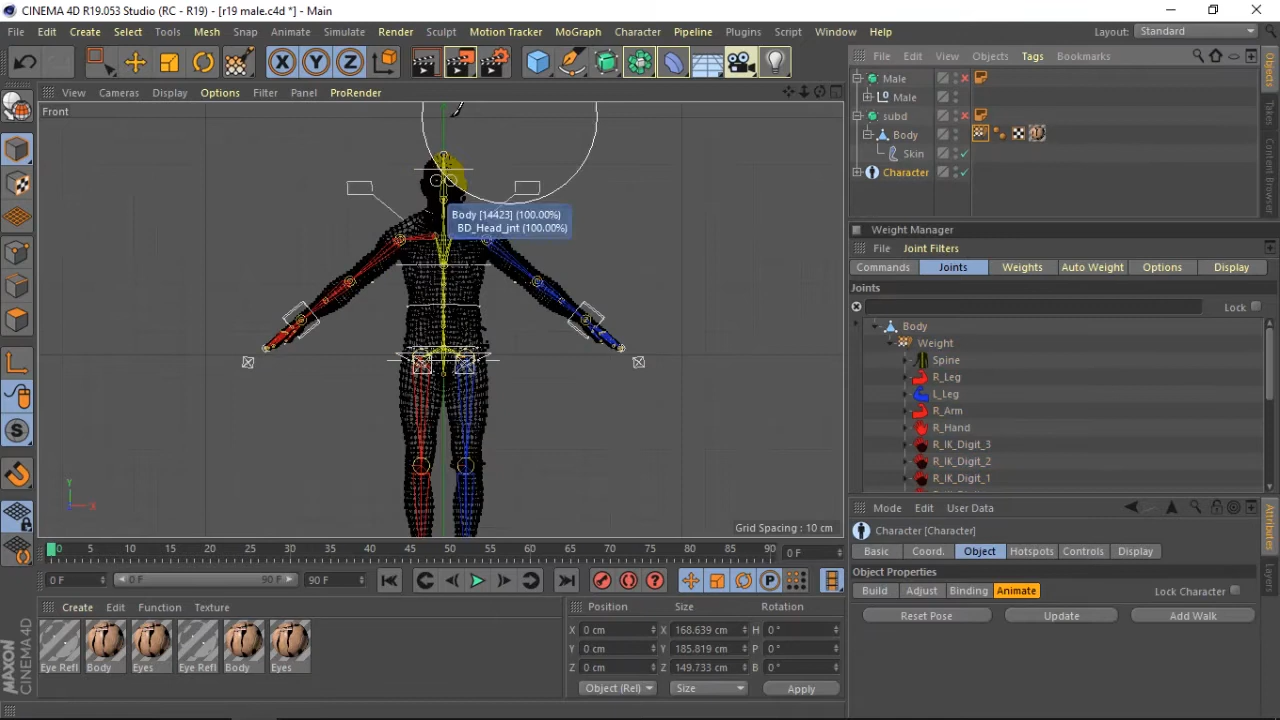 CINEMA 4D R19.053 Studio (RC - R19) - [r19 male.c4d *] - Main
File Edit Create Select Tools Mesh Snap Animate Simulate Render Sculpt Motion Tracker MoGraph Character Pipeline Plugins Script Window Help Layout: Standard
X Y Z
File Edit View Objects Tags Bookmarks
View Cameras Display Options Filter Panel ProRender
Front
Male
Male
subd
Body
Skin
Character
Objects
Takes
Content Browser
Body [14423] (100.00%)
BD_Head_jnt (100.00%)
Weight Manager
File Joint Filters
Commands Joints Weights Auto Weight Options Display
Joints
Lock
Body
Weight
Spine
R_Leg
L_Leg
R_Arm
R_Hand
R_IK_Digit_3
R_IK_Digit_2
R_IK_Digit_1
Y
X
Grid Spacing : 10 cm
Mode Edit User Data
Character [Character]
Basic Coord. Object Hotspots Controls Display
Object Properties
Build Adjust Binding Animate Lock Character
Reset Pose Update Add Walk
Attributes
Layers
0 5 10 15 20 25 30 35 40 45 50 55 60 65 70 75 80 85 90 0 F
0 F 0 F 90 F 90 F
Create Edit Function Texture
Eye Refl Body Eyes Eye Refl Body Eyes
Position Size Rotation
X 0 cm X 168.639 cm H 0 °
Y 0 cm Y 185.819 cm P 0 °
Z 0 cm Z 149.733 cm B 0 °
Object (Rel) Size Apply
MAXON
CINEMA 4D